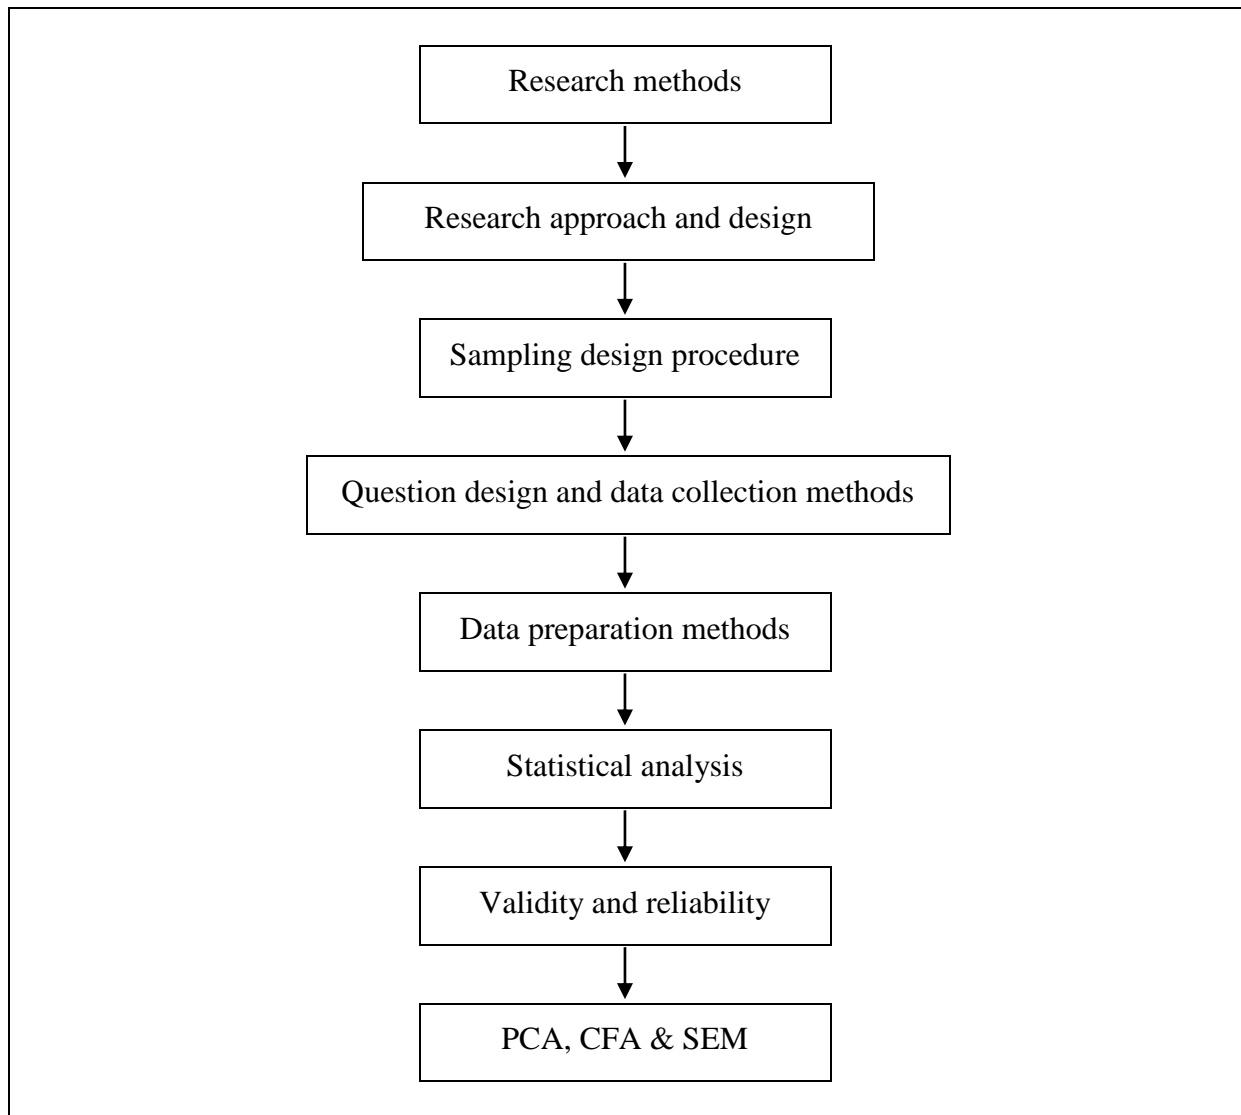 Research methods
Research approach and design
Sampling design procedure
Question design and data collection methods
Data preparation methods
Statistical analysis
Validity and reliability
PCA, CFA & SEM